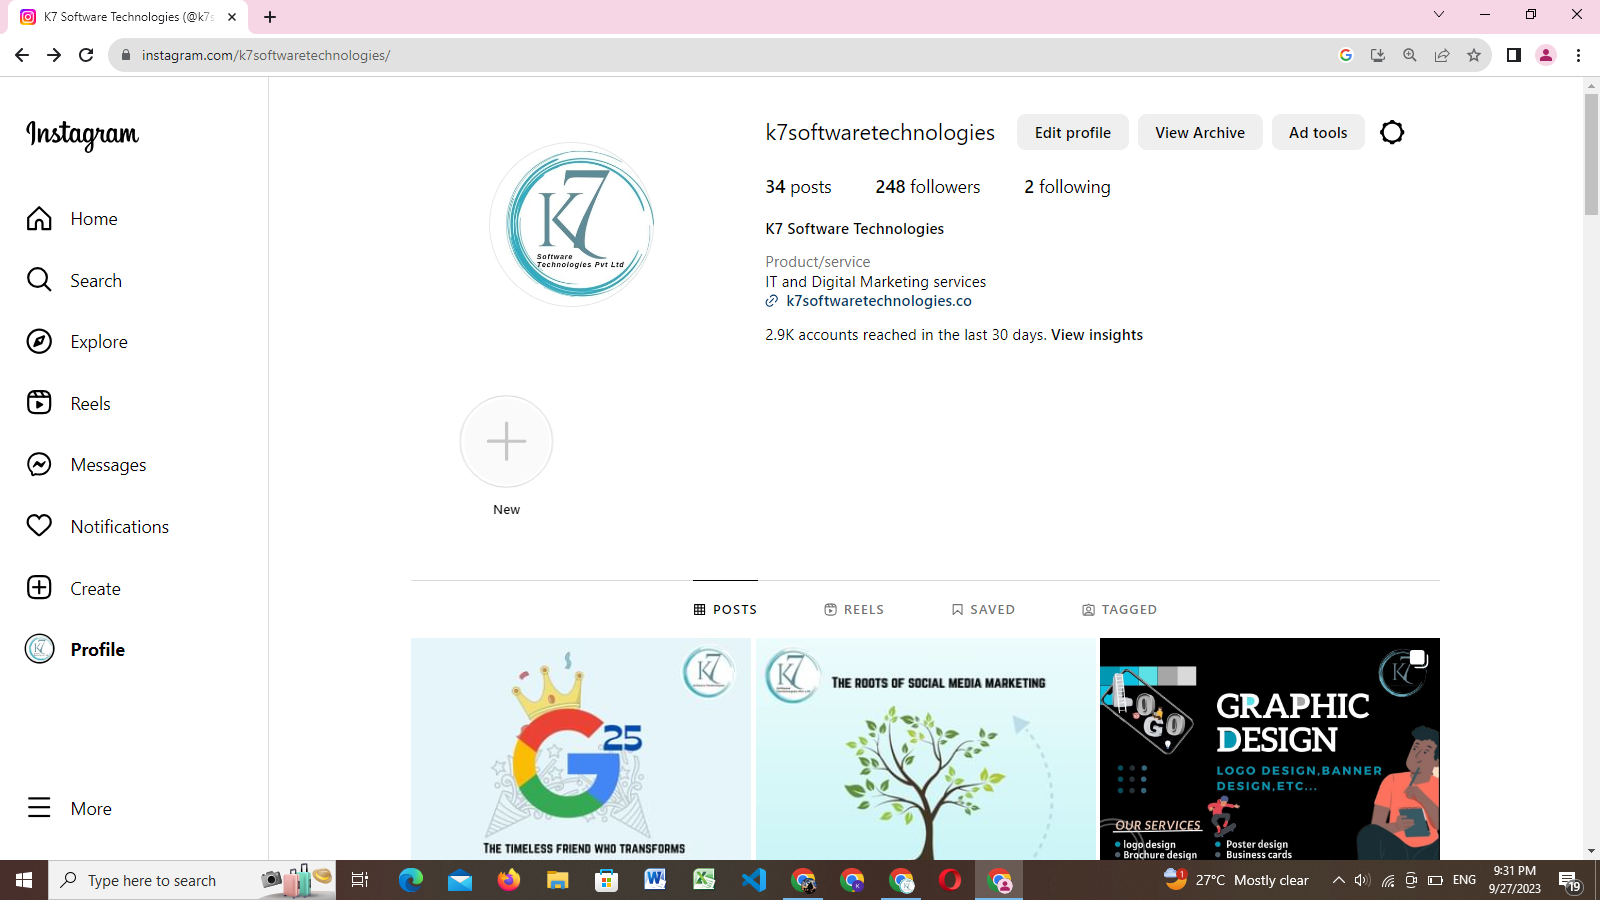 K7 Software Technologies (@k7s
instagram.com/k7softwaretechnologies/
Instagram
Home
Search
Explore
Reels
Messages
Notifications
Create
Profile
More
k7softwaretechnologies
Edit profile
View Archive
Ad tools
34 posts
248 followers
2 following
K7 Software Technologies
Product/service
IT and Digital Marketing services
k7softwaretechnologies.co
2.9K accounts reached in the last 30 days. View insights
K7
Software
Technologies Pvt Ltd
New
POSTS
REELS
SAVED
TAGGED
K7
G 25
THE TIMELESS FRIEND WHO TRANSFORMS
K7
THE ROOTS OF SOCIAL MEDIA MARKETING
K7
LOGO
GRAPHIC
DESIGN
LOGO DESIGN,BANNER
DESIGN,ETC...
OUR SERVICES
logo design
Brochure design
Poster design
Business cards
Type here to search
1
27°C Mostly clear
ENG
9:31 PM
9/27/2023
19